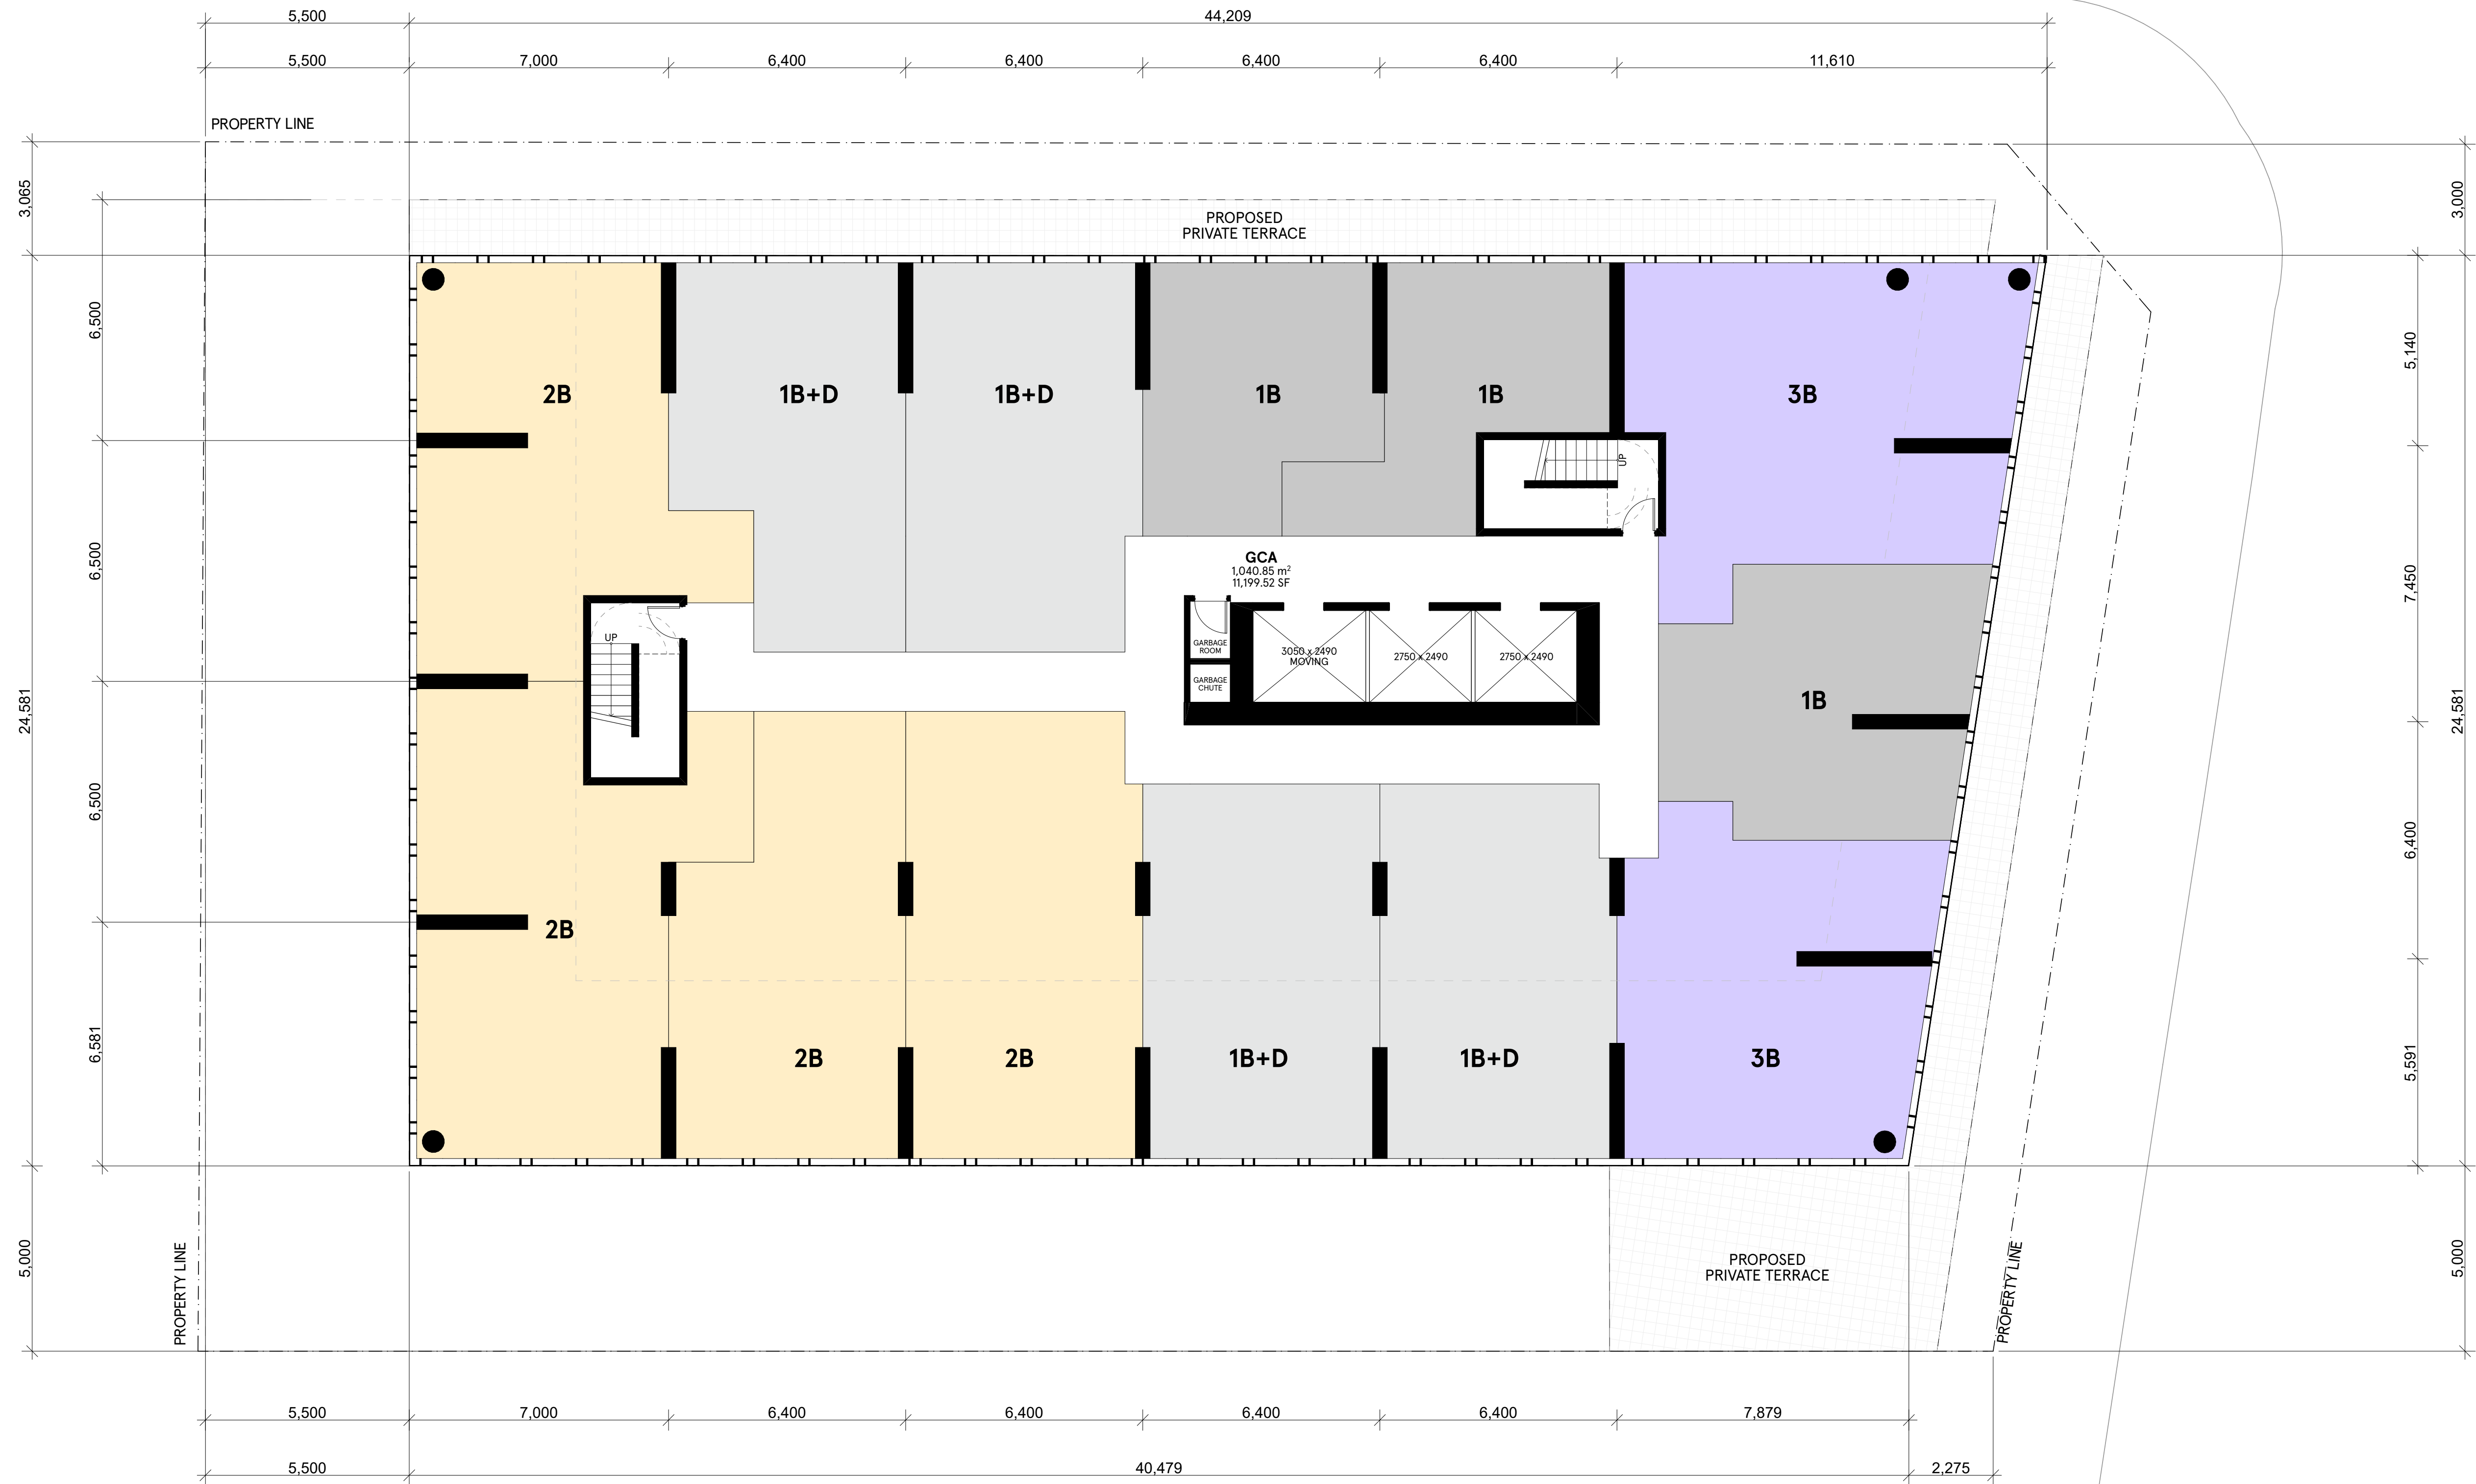 5,500
44,209
5,500
7,000
6,400
6,400
6,400
6,400
11,610
PROPERTY LINE
3,065
3,000
PROPOSED
PRIVATE TERRACE
6,500
5,140
2B
1B+D
1B+D
1B
1B
3B
UP
6,500
GCA
1,040.85 m²
11,199.52 SF
7,450
UP
GARBAGE
ROOM
3050 x 2490
MOVING
2750 x 2490
2750 x 2490
GARBAGE
CHUTE
24,581
1B
24,581
6,500
6,400
2B
6,581
2B
2B
1B+D
1B+D
3B
5,591
5,000
PROPERTY LINE
PROPOSED
PRIVATE TERRACE
PROPERTY LINE
5,000
5,500
7,000
6,400
6,400
6,400
6,400
7,879
5,500
40,479
2,275